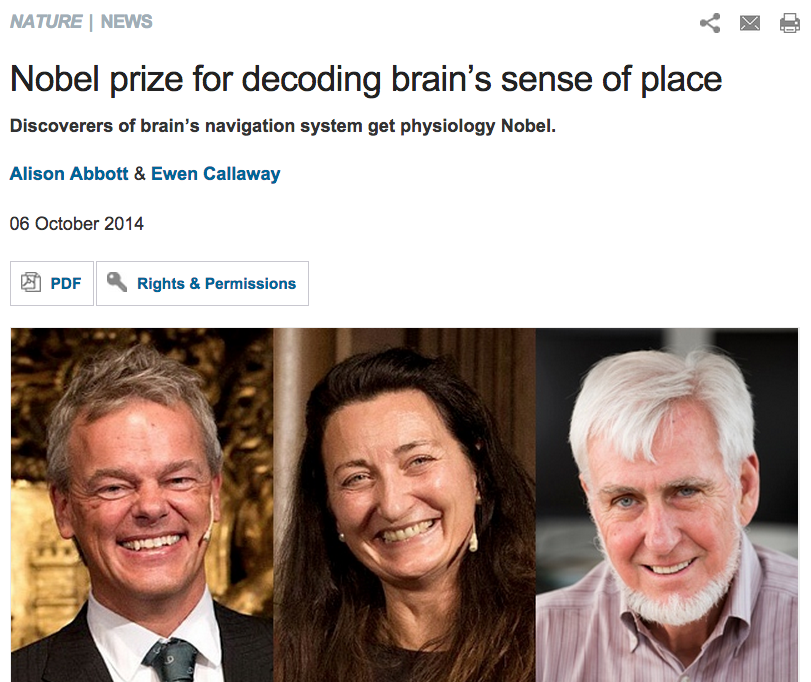 NATURE | NEWS
Nobel prize for decoding brain’s sense of place
Discoverers of brain’s navigation system get physiology Nobel.
Alison Abbott & Ewen Callaway
06 October 2014
PDF
Rights & Permissions